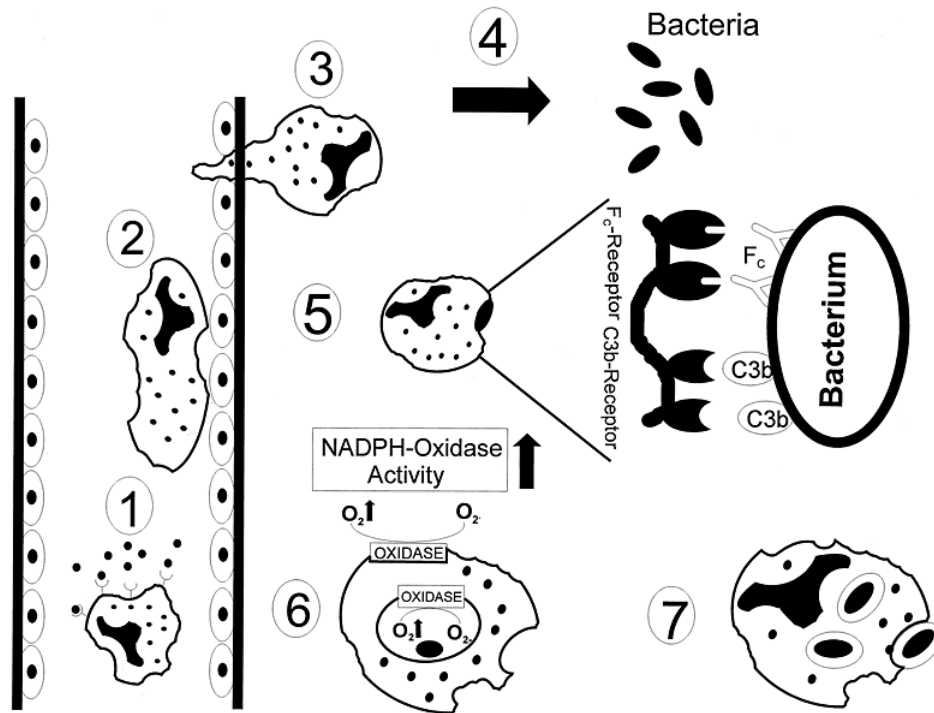 4
Bacteria
3
2
5
Fc-Receptor C3b-Receptor
Fc
C3b
C3b
Bacterium
NADPH-Oxidase
Activity
1
O2 O2-
OXIDASE
6
OXIDASE
O2 O2-
7